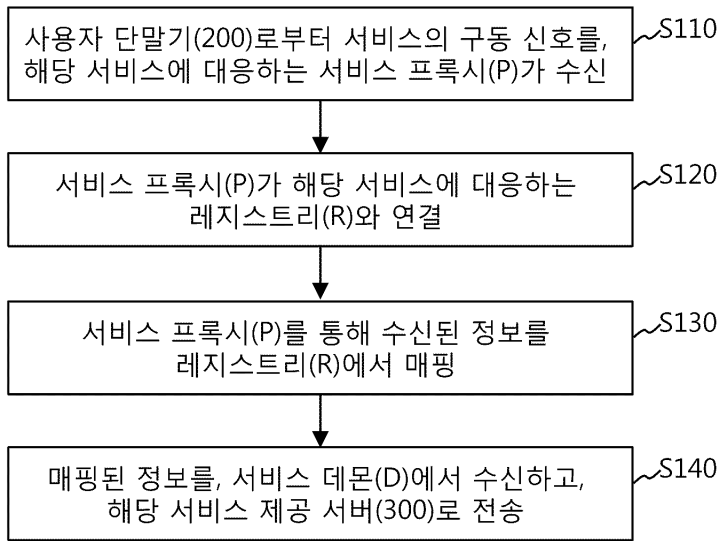 사용자 단말기(200)로부터 서비스의 구동 신호를,
해당 서비스에 대응하는 서비스 프록시(P)가 수신
S110
서비스 프록시(P)가 해당 서비스에 대응하는
레지스트리(R)와 연결
S120
서비스 프록시(P)를 통해 수신된 정보를
레지스트리(R)에서 매핑
S130
매핑된 정보를, 서비스 데몬(D)에서 수신하고,
해당 서비스 제공 서버(300)로 전송
S140